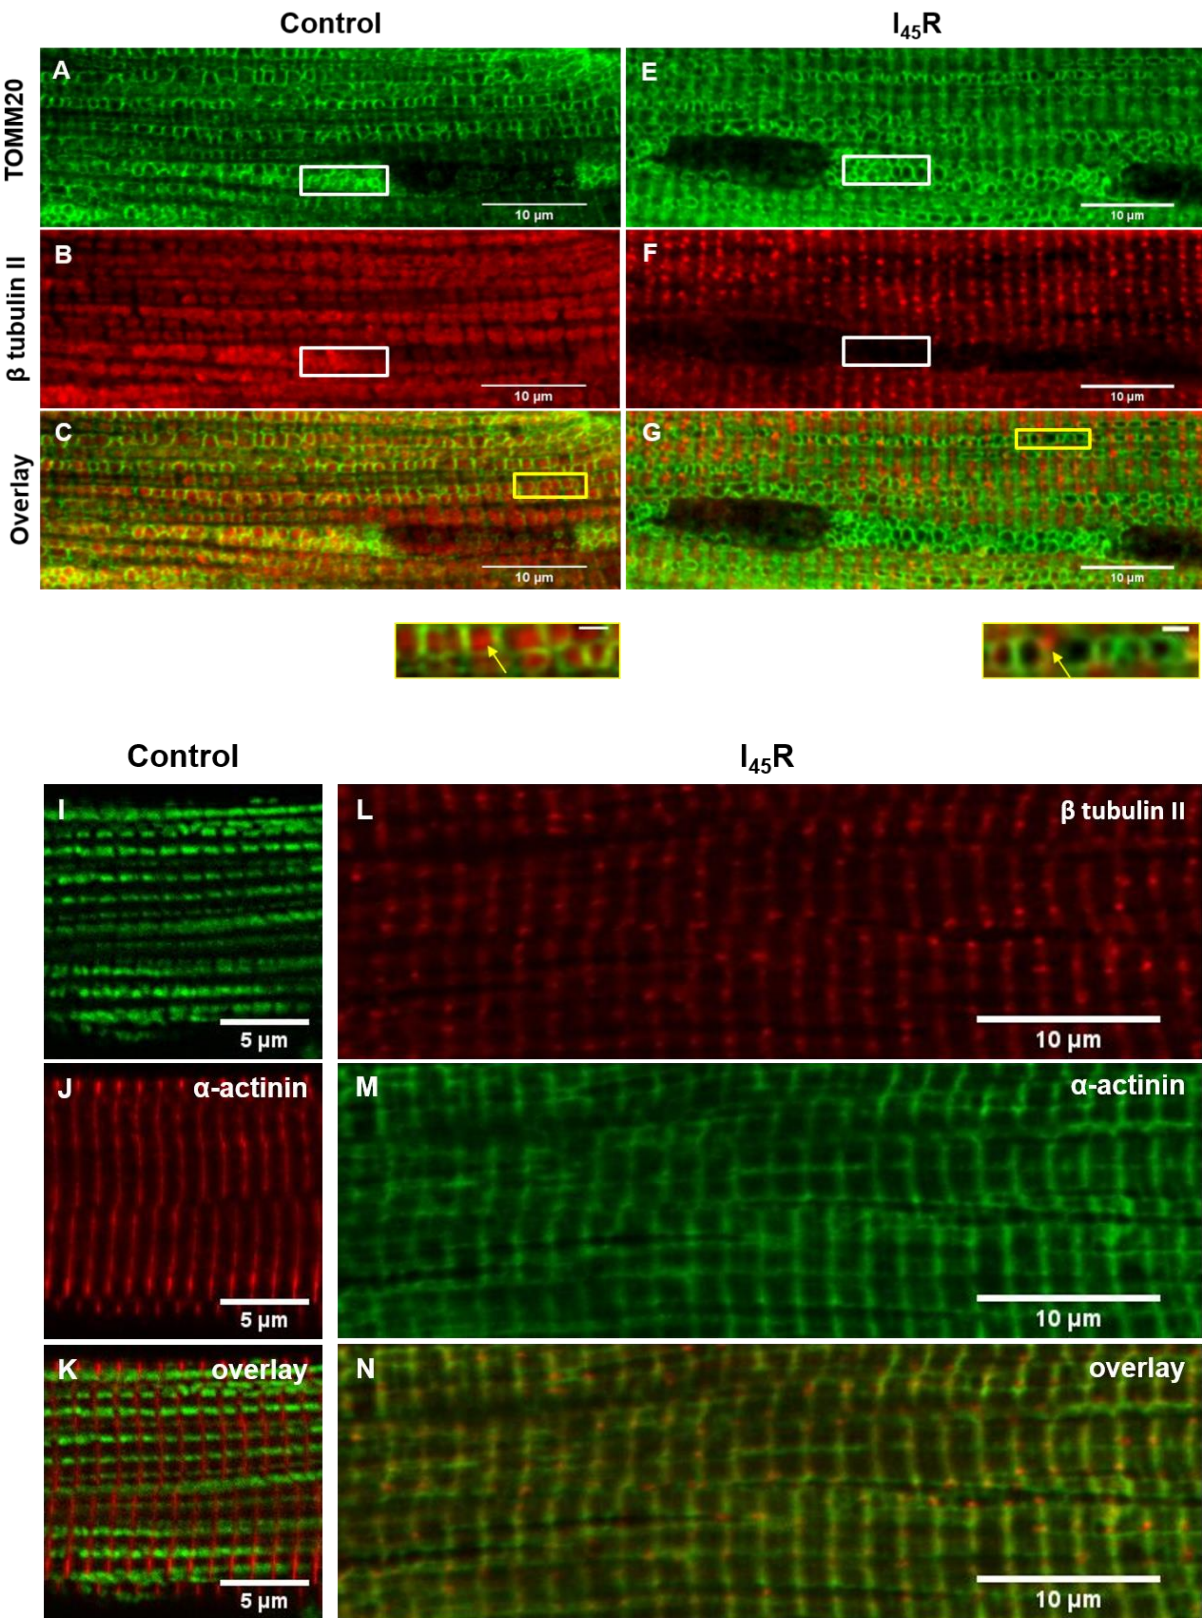 Control
I₄₅R
TOMM20
A
10 µm
E
10 µm
β tubulin II
B
10 µm
F
10 µm
Overlay
C
10 µm
G
10 µm
Control
I₄₅R
I
5 µm
L
β tubulin II
10 µm
J
α-actinin
5 µm
M
α-actinin
10 µm
K
overlay
5 µm
N
overlay
10 µm